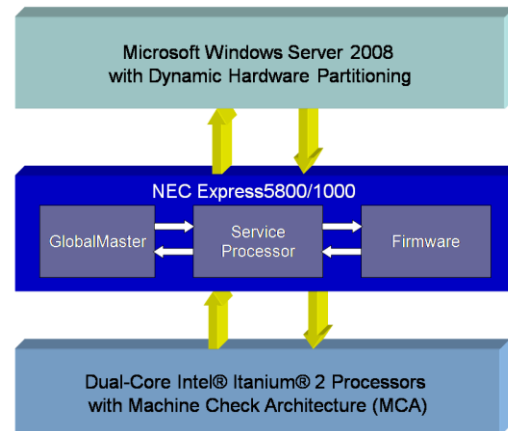 Microsoft Windows Server 2008
with Dynamic Hardware Partitioning
NEC Express5800/1000
GlobalMaster
Service
Processor
Firmware
Dual-Core Intel® Itanium® 2 Processors
with Machine Check Architecture (MCA)